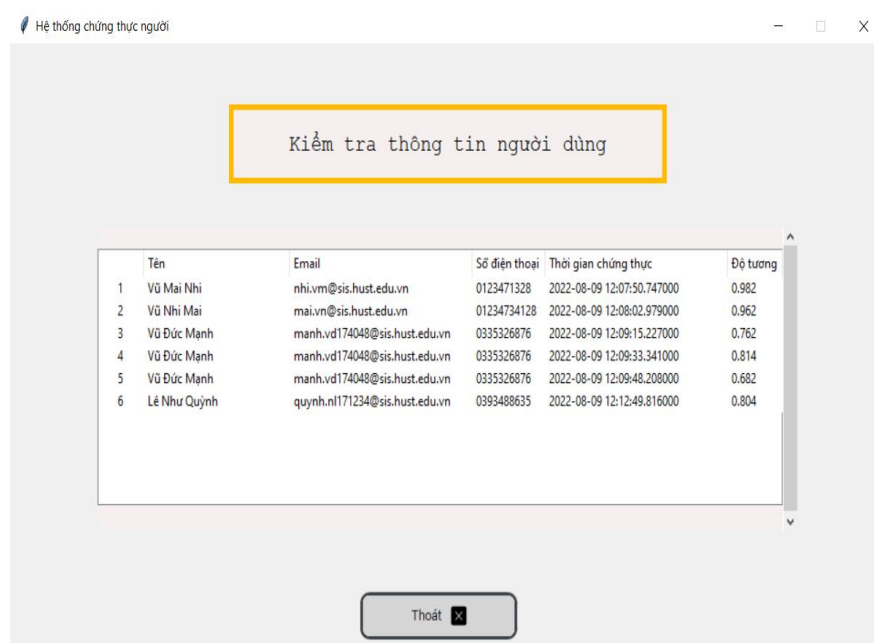 Hệ thống chứng thực người
Kiểm tra thông tin người dùng
Tên Email Số điện thoại Thời gian chứng thực Độ tương
1 Vũ Mai Nhi nhi.vm@sis.hust.edu.vn 0123471328 2022-08-09 12:07:50.747000 0.982
2 Vũ Nhi Mai mai.vn@sis.hust.edu.vn 01234734128 2022-08-09 12:08:02.979000 0.962
3 Vũ Đức Mạnh manh.vd174048@sis.hust.edu.vn 0335326876 2022-08-09 12:09:15.227000 0.762
4 Vũ Đức Mạnh manh.vd174048@sis.hust.edu.vn 0335326876 2022-08-09 12:09:33.341000 0.814
5 Vũ Đức Mạnh manh.vd174048@sis.hust.edu.vn 0335326876 2022-08-09 12:09:48.208000 0.682
6 Lê Như Quỳnh quynh.nl171234@sis.hust.edu.vn 0393488635 2022-08-09 12:12:49.816000 0.804
Thoát X